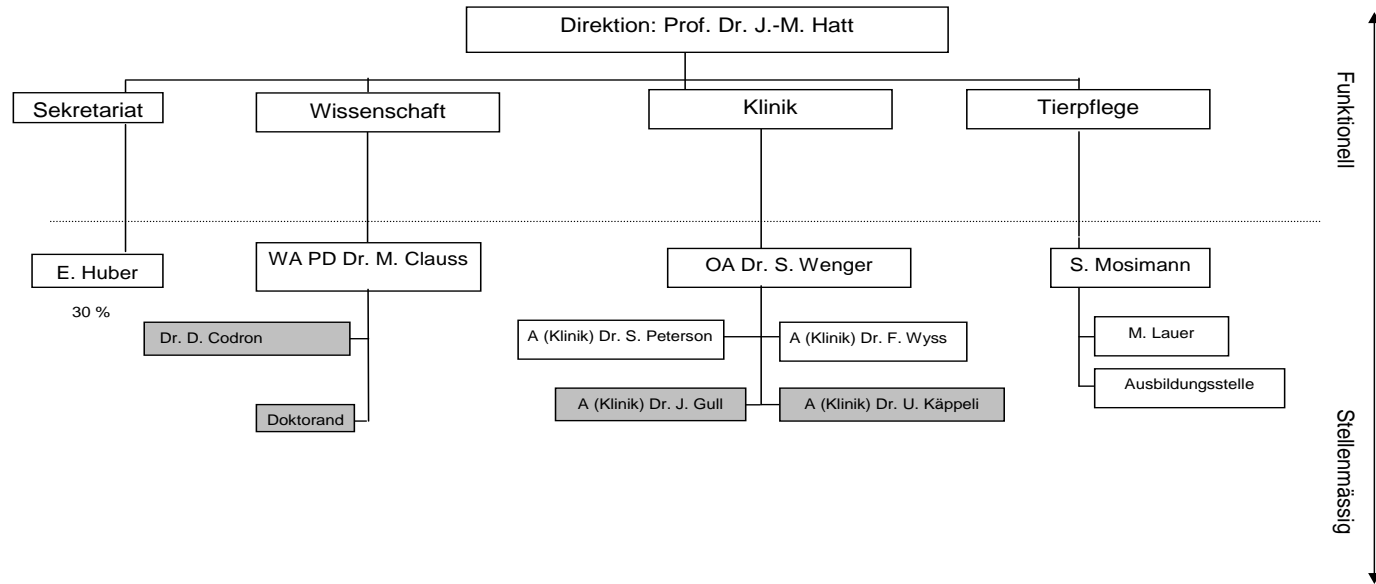 Direktion: Prof. Dr. J.-M. Hatt
Sekretariat
Wissenschaft
Klinik
Tierpflege
Funktionell
E. Huber
30 %
WA PD Dr. M. Clauss
OA Dr. S. Wenger
S. Mosimann
Dr. D. Codron
A (Klinik) Dr. S. Peterson
A (Klinik) Dr. F. Wyss
M. Lauer
Doktorand
A (Klinik) Dr. J. Gull
A (Klinik) Dr. U. Käppeli
Ausbildungsstelle
Stellenmässig